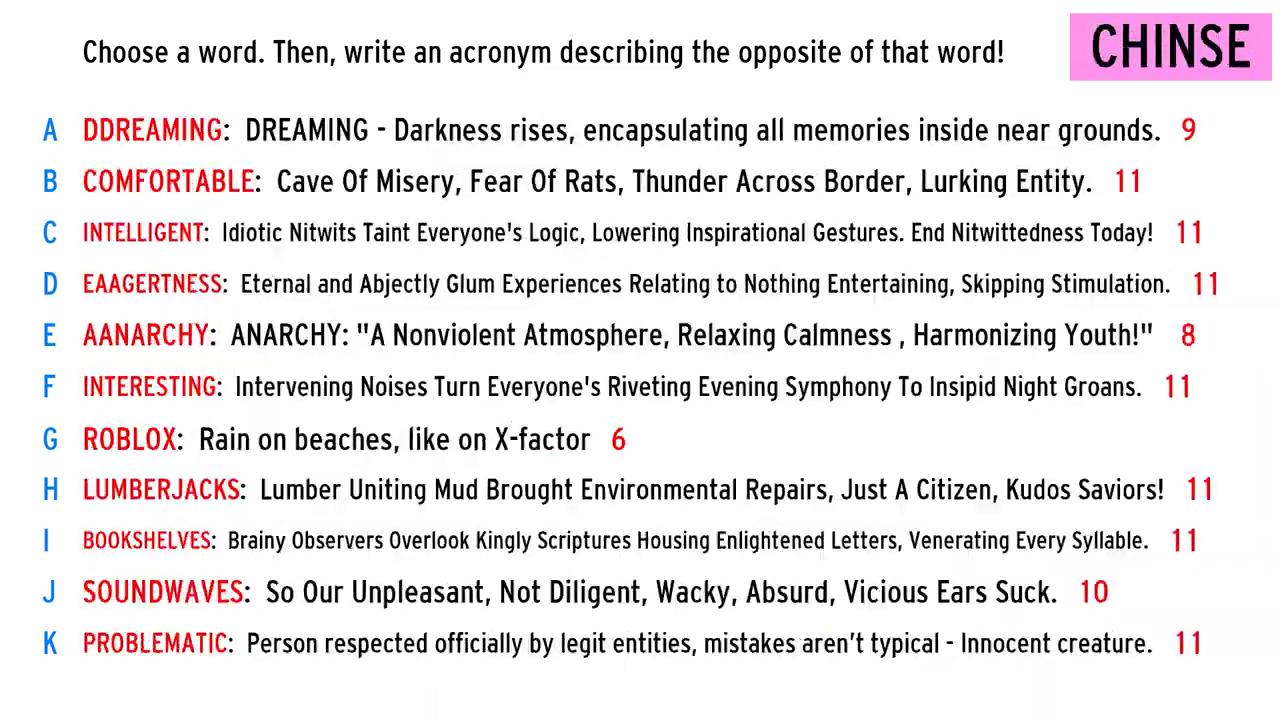 Choose a word. Then, write an acronym describing the opposite of that word!
CHINSE
A DDREAMING: DREAMING - Darkness rises, encapsulating all memories inside near grounds. 9
B COMFORTABLE: Cave Of Misery, Fear Of Rats, Thunder Across Border, Lurking Entity. 11
C INTELLIGENT: Idiotic Nitwits Taint Everyone's Logic, Lowering Inspirational Gestures. End Nitwittedness Today! 11
D EAAGERTNESS: Eternal and Abjectly Glum Experiences Relating to Nothing Entertaining, Skipping Stimulation. 11
E AANARCHY: ANARCHY: "A Nonviolent Atmosphere, Relaxing Calmness , Harmonizing Youth!" 8
F INTERESTING: Intervening Noises Turn Everyone's Riveting Evening Symphony To Insipid Night Groans. 11
G ROBLOX: Rain on beaches, like on X-factor 6
H LUMBERJACKS: Lumber Uniting Mud Brought Environmental Repairs, Just A Citizen, Kudos Saviors! 11
I BOOKSHELVES: Brainy Observers Overlook Kingly Scriptures Housing Enlightened Letters, Venerating Every Syllable. 11
J SOUNDWAVES: So Our Unpleasant, Not Diligent, Wacky, Absurd, Vicious Ears Suck. 10
K PROBLEMATIC: Person respected officially by legit entities, mistakes aren’t typical - Innocent creature. 11